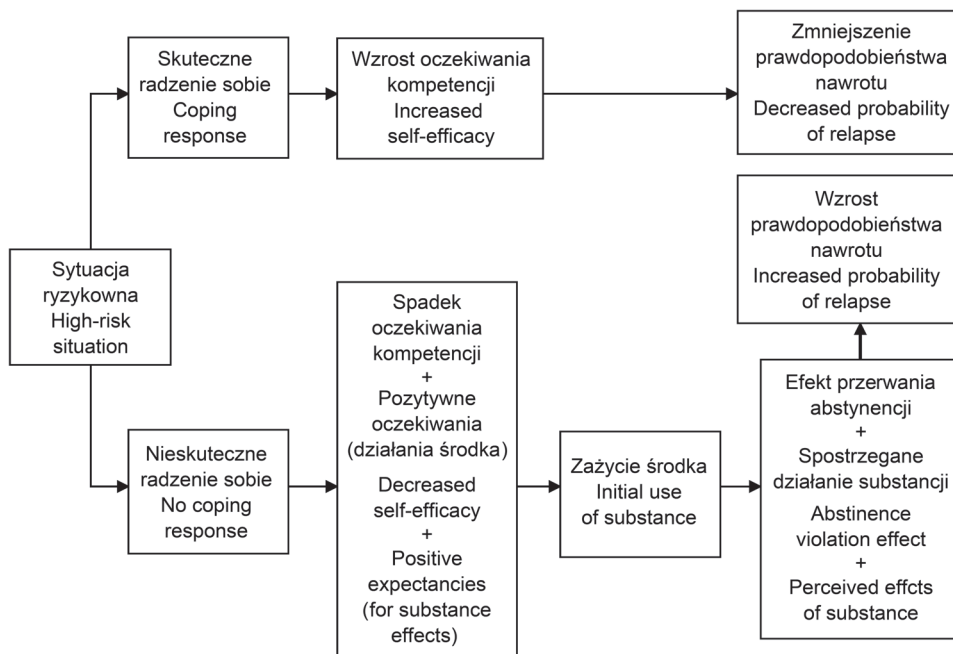 Skuteczne
radzenie sobie
Coping
response
Wzrost oczekiwania
kompetencji
Increased
self-efficacy
Zmniejszenie
prawdopodobieństwa
nawrotu
Decreased probability
of relapse
Sytuacja
ryzykowna
High-risk
situation
Nieskuteczne
radzenie sobie
No coping
response
Spadek
oczekiwania
kompetencji
+
Pozytywne
oczekiwania
(działania środka)
Decreased
self-efficacy
+
Positive
expectancies
(for substance
effects)
Zażycie środka
Initial use
of substance
Efekt przerwania
abstynencji
+
Spostrzegane
działanie substancji
Abstinence
violation effect
+
Perceived effcts
of substance
Wzrost
prawdopodobieństwa
nawrotu
Increased probability
of relapse